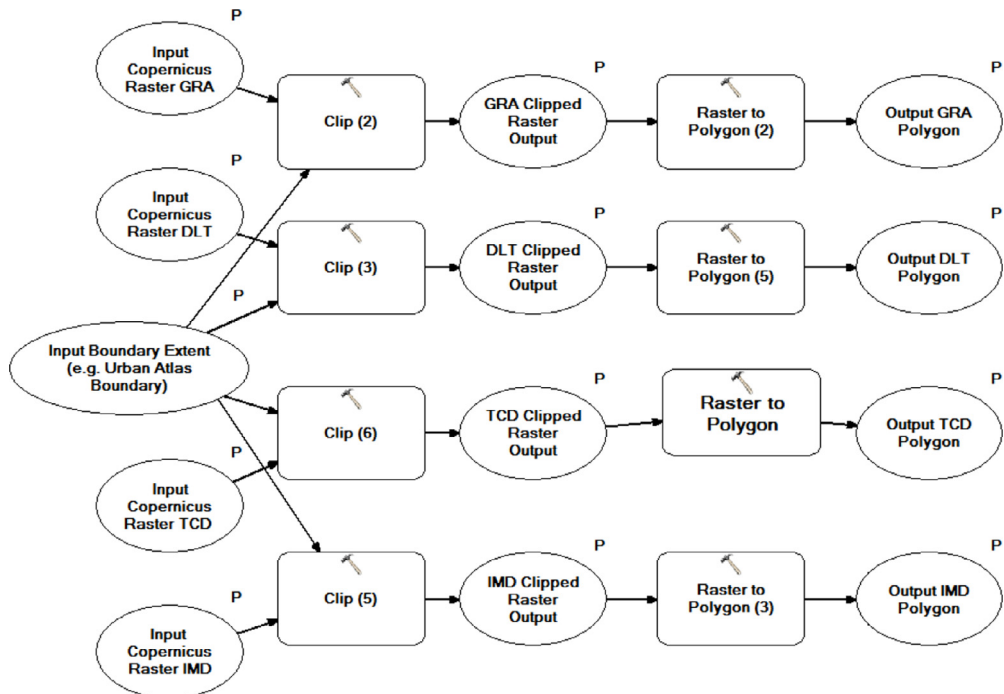 P
Input
Copernicus
Raster GRA
Clip (2)
P
GRA Clipped
Raster
Output
Raster to
Polygon (2)
P
Output GRA
Polygon
P
Input
Copernicus
Raster DLT
Clip (3)
P
DLT Clipped
Raster
Output
Raster to
Polygon (5)
P
Output DLT
Polygon
P
Input Boundary Extent
(e.g. Urban Atlas
Boundary)
Clip (6)
P
TCD Clipped
Raster
Output
Raster to
Polygon
P
Output TCD
Polygon
P
Input
Copernicus
Raster TCD
Clip (5)
P
IMD Clipped
Raster
Output
Raster to
Polygon (3)
P
Output IMD
Polygon
P
Input
Copernicus
Raster IMD